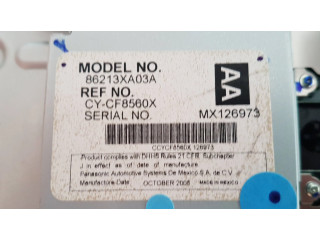 MODEL NO.
86213XA03A
REF NO.
CY-CF8560X
SERIAL NO. MX126973
AA
CCYCF8560X,126973
Product complies with DHHS Rules 21 CFR, Subchapter
J in effect as of date of manufacture.
Panasonic Automotive Systems De Mexico S.A. de C.V.
Manufacture Date: OCTOBER 2005 MADE IN MEXICO